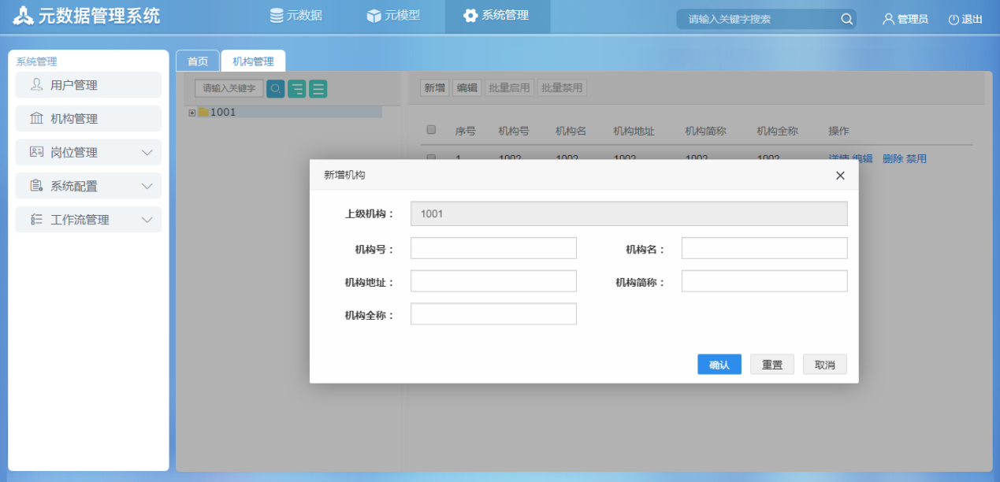 元数据管理系统
元数据
元模型
系统管理
请输入关键字搜索
管理员
退出
系统管理
用户管理
机构管理
岗位管理
系统配置
工作流管理
首页
机构管理
请输入关键字
1001
新增 编辑 批量启用 批量禁用
序号 机构号 机构名 机构地址 机构简称 机构全称 操作
1 1002 1002 1002 1002 1002 详情 编辑 删除 禁用
新增机构
上级机构： 1001
机构号： 机构名：
机构地址： 机构简称：
机构全称：
确认 重置 取消